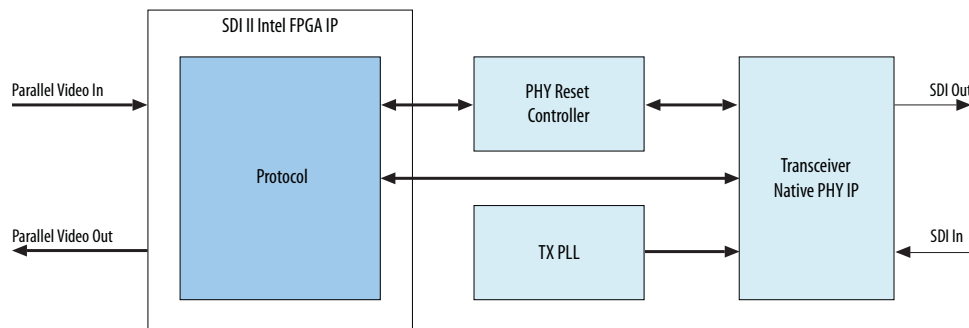 SDI II Intel FPGA IP
Parallel Video In
PHY Reset
Controller
SDI Out
Protocol
Transceiver
Native PHY IP
Parallel Video Out
TX PLL
SDI In